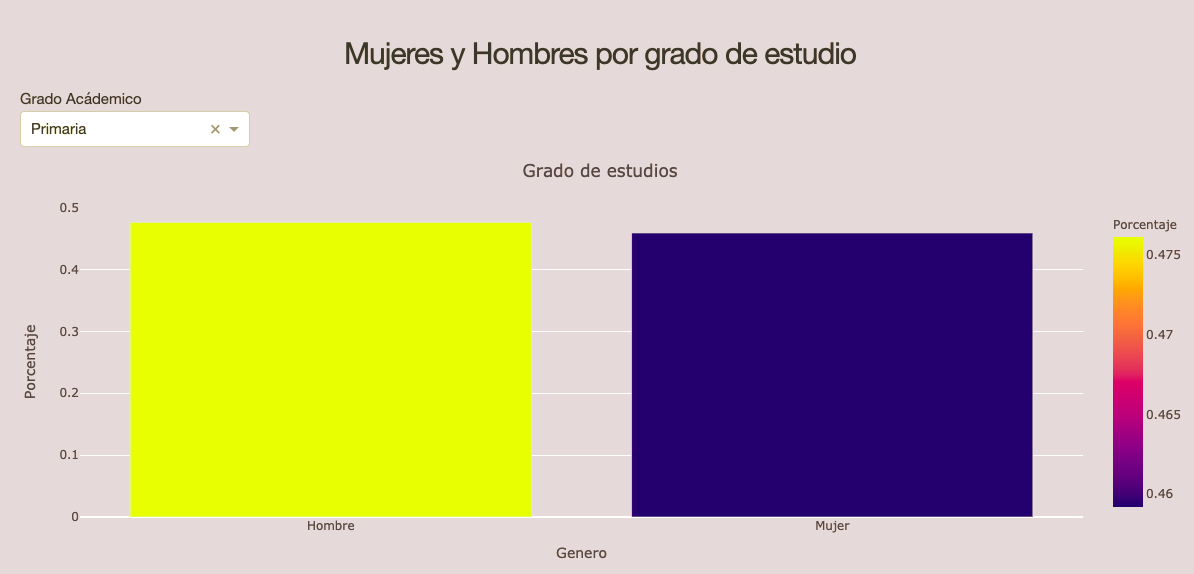 Mujeres y Hombres por grado de estudio
Grado Acádemico
Primaria
Grado de estudios
Porcentaje
0.5
0.4
0.3
0.2
0.1
0
Hombre
Mujer
Genero
Porcentaje
0.475
0.47
0.465
0.46